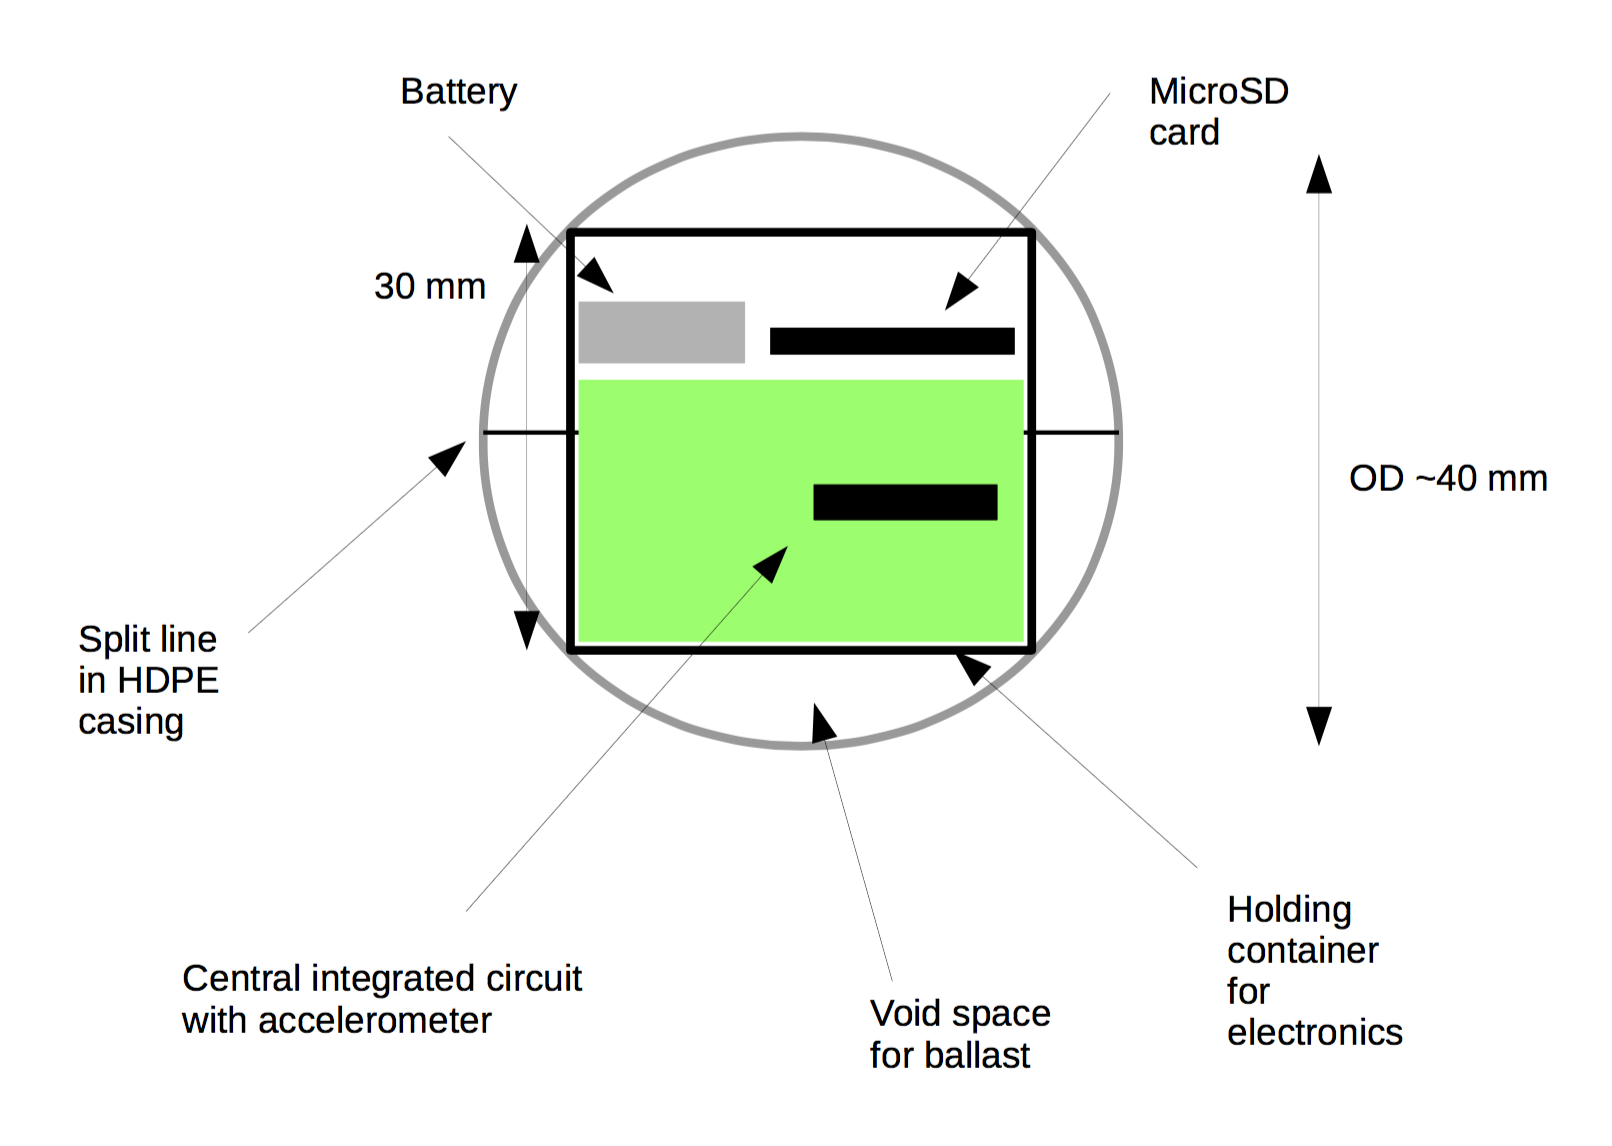 Battery
MicroSD
card
30 mm
OD ~40 mm
Split line
in HDPE
casing
Central integrated circuit
with accelerometer
Void space
for ballast
Holding
container
for
electronics